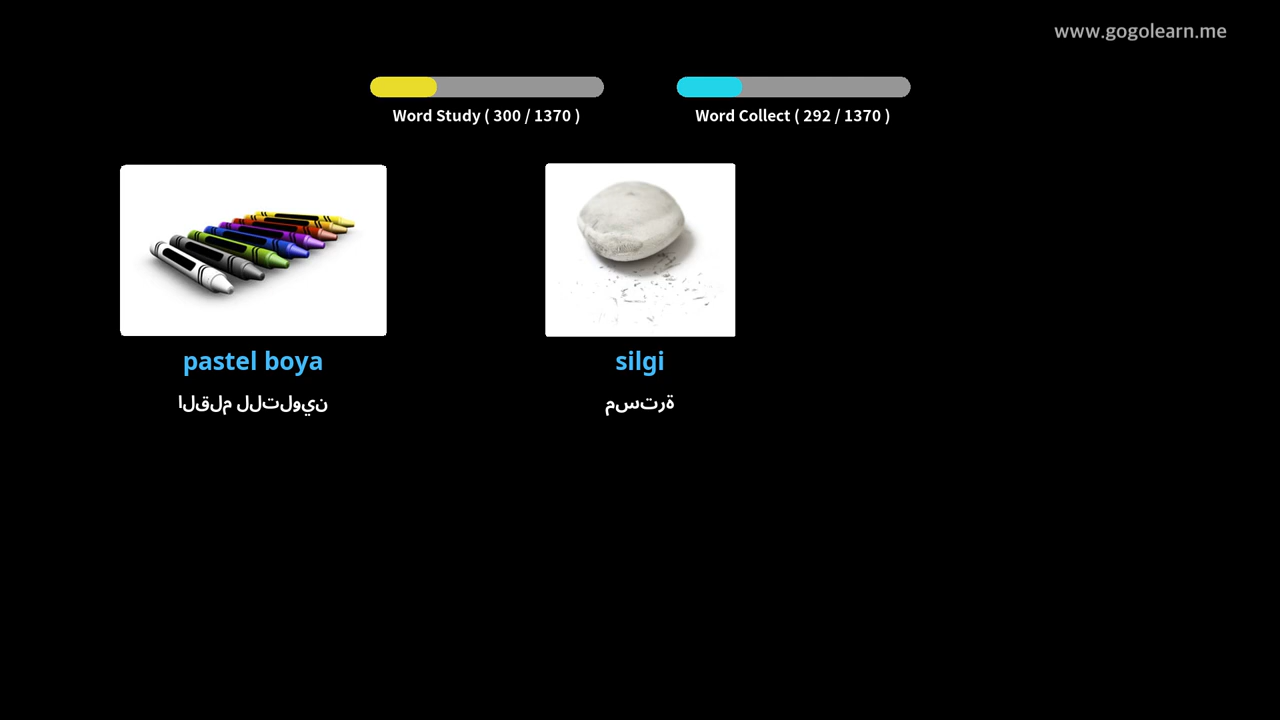 www.gogolearn.me
Word Study ( 300 / 1370 )
Word Collect ( 292 / 1370 )
pastel boya
silgi
القلم للتلوين
مسترة